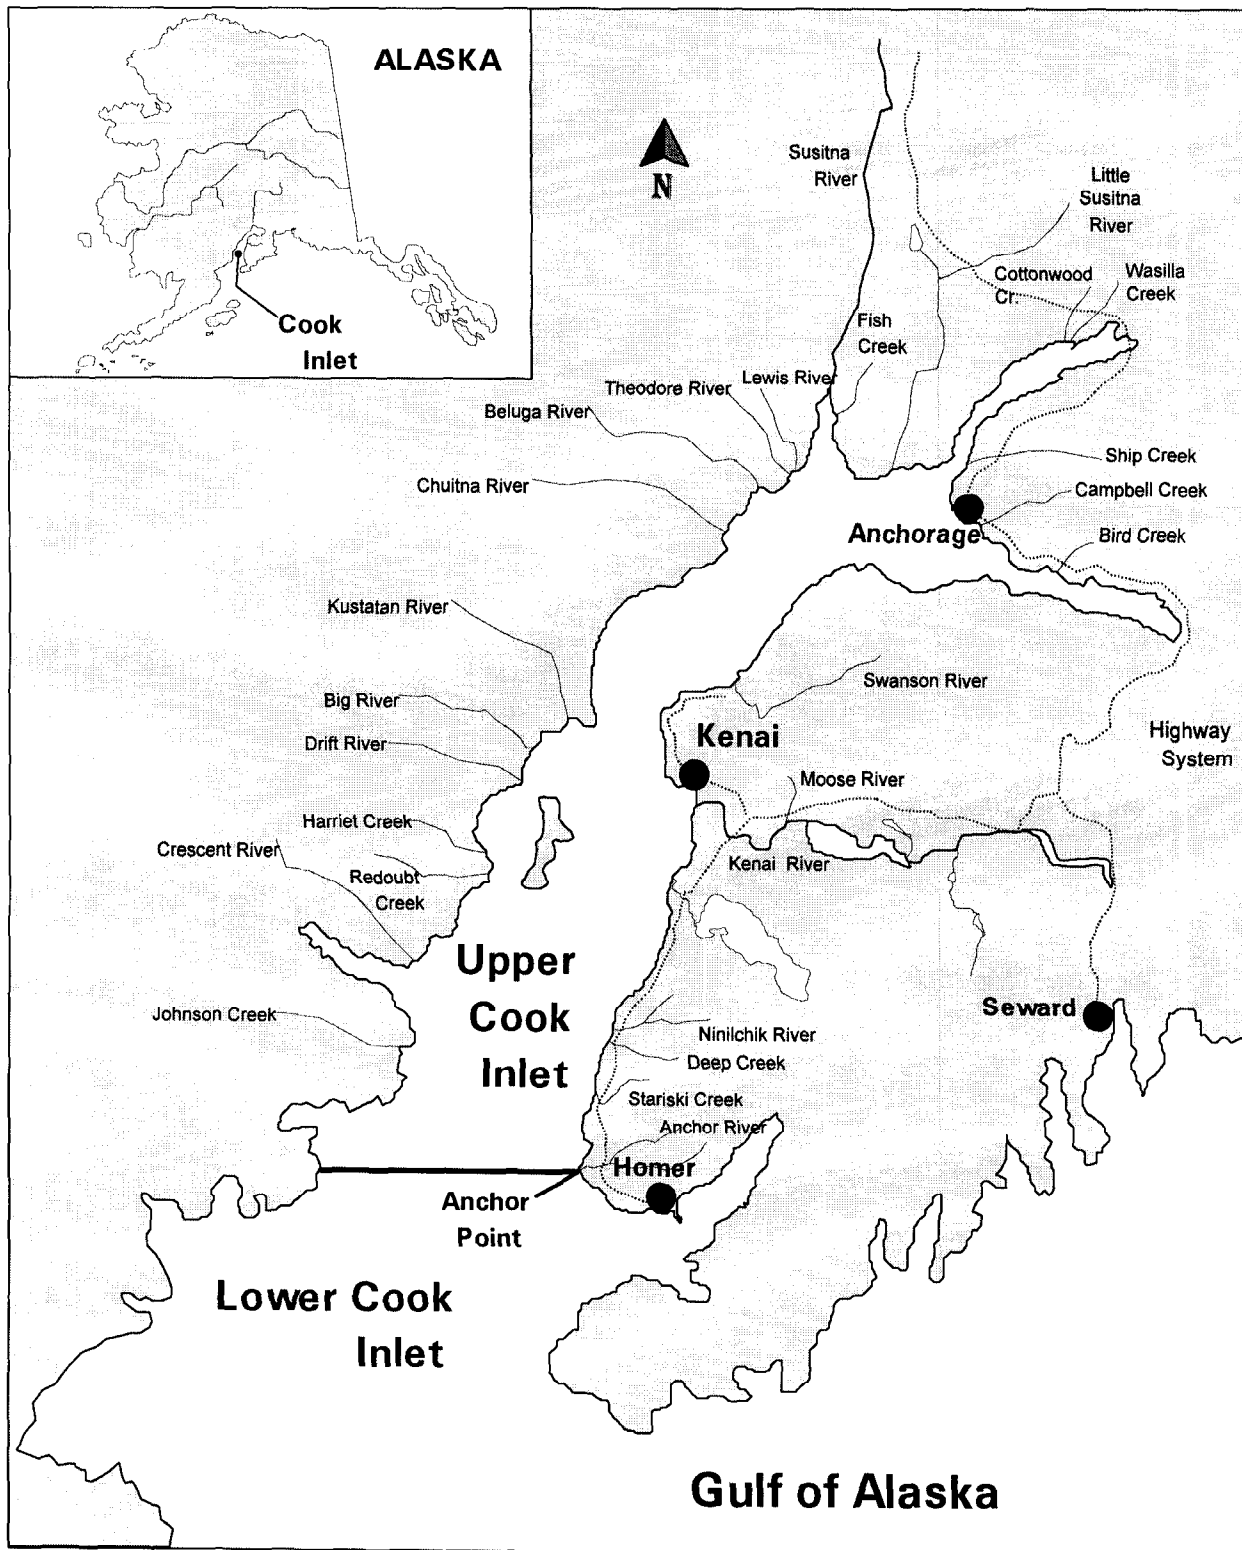 ALASKA
Cook
Inlet
N
Susitna
River
Little
Susitna
River
Cottonwood
Cr.
Wasilla
Creek
Fish
Creek
Lewis River
Theodore River
Beluga River
Chuitna River
Ship Creek
Campbell Creek
Anchorage
Bird Creek
Kustatan River
Swanson River
Big River
Drift River
Kenai
Highway
System
Moose River
Harriet Creek
Crescent River
Redoubt
Creek
Kenai River
Upper
Cook
Inlet
Johnson Creek
Seward
Ninilchik River
Deep Creek
Stariski Creek
Anchor River
Homer
Anchor
Point
Lower Cook
Inlet
Gulf of Alaska